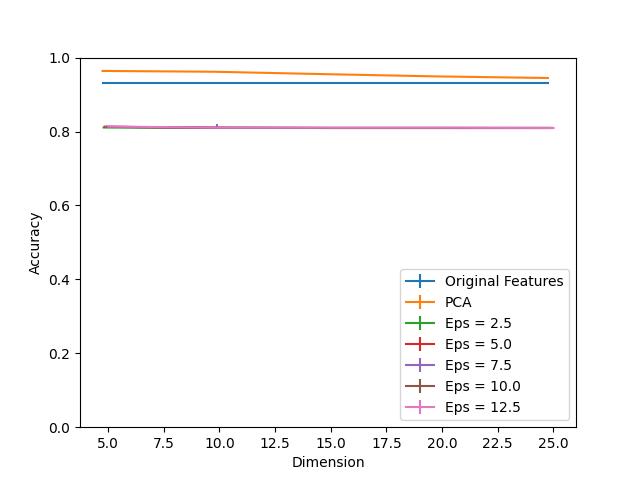 1.0
0.8
0.6
0.4
0.2
0.0
Accuracy
Original Features
PCA
Eps = 2.5
Eps = 5.0
Eps = 7.5
Eps = 10.0
Eps = 12.5
5.0 7.5 10.0 12.5 15.0 17.5 20.0 22.5 25.0
Dimension